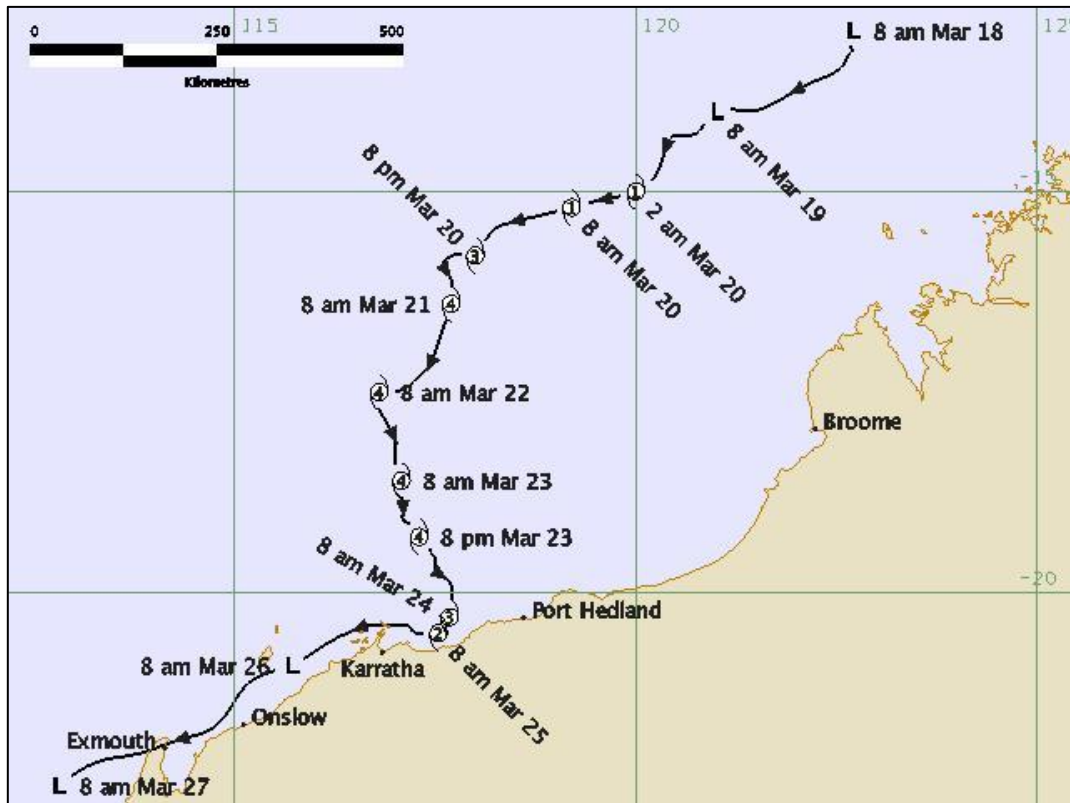 0 250 500
Kilometres
115
120
12
L 8 am Mar 18
L
8 am Mar 19
-15
1
2 am Mar 20
1
8 am Mar 20
8 pm Mar 20
3
8 am Mar 21 4
4 8 am Mar 22
Broome
4 8 am Mar 23
4 8 pm Mar 23
8 am Mar 24
-20
3
Port Hedland
2
8 am Mar 25
Karratha
8 am Mar 26 L
Onslow
Exmouth
L 8 am Mar 27